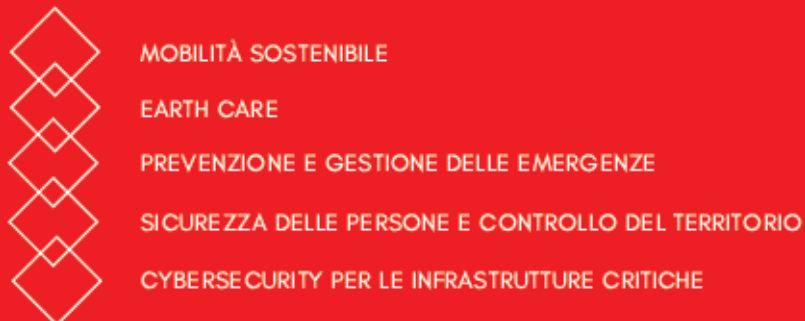 MOBILITÀ SOSTENIBILE
EARTH CARE
PREVENZIONE E GESTIONE DELLE EMERGENZE
SICUREZZA DELLE PERSONE E CONTROLLO DEL TERRITORIO
CYBERSECURITY PER LE INFRASTRUTTURE CRITICHE